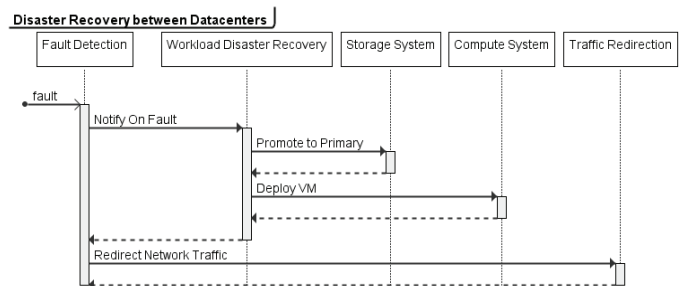 Disaster Recovery between Datacenters
Fault Detection
Workload Disaster Recovery
Storage System
Compute System
Traffic Redirection
fault
Notify On Fault
Promote to Primary
Deploy VM
Redirect Network Traffic